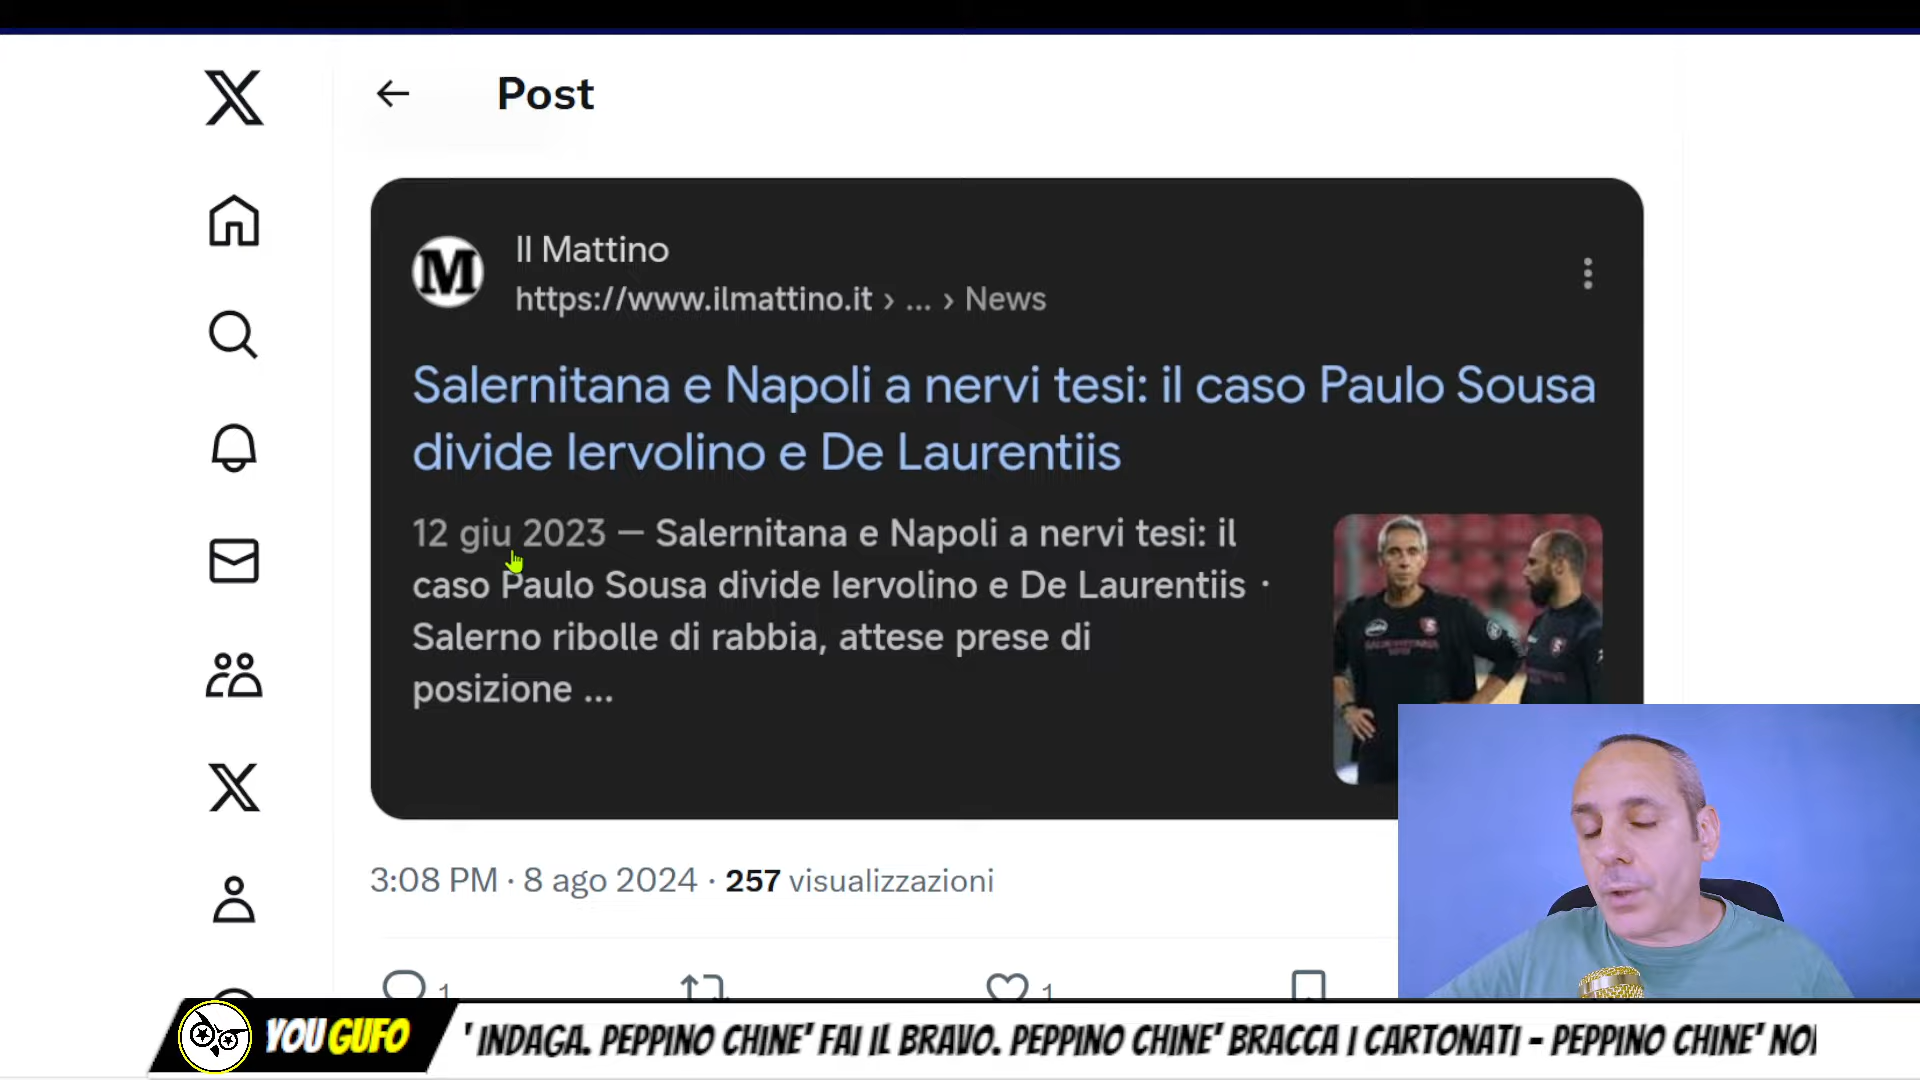 Post
Il Mattino
https://www.ilmattino.it › ... › News
Salernitana e Napoli a nervi tesi: il caso Paulo Sousa
divide Iervolino e De Laurentiis
12 giu 2023 — Salernitana e Napoli a nervi tesi: il
caso Paulo Sousa divide Iervolino e De Laurentiis ·
Salerno ribolle di rabbia, attese prese di
posizione ...
3:08 PM · 8 ago 2024 · 257 visualizzazioni
1
1
YOU GUFO
' INDAGA. PEPPINO CHINE' FAI IL BRAVO. PEPPINO CHINE' BRACCA I CARTONATI - PEPPINO CHINE'